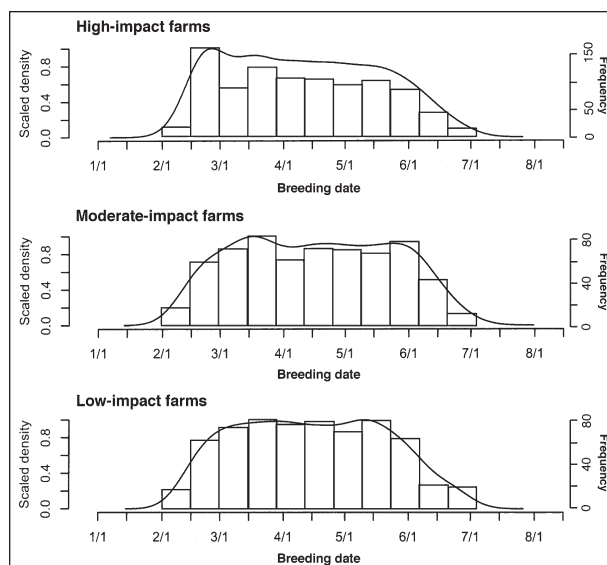 High-impact farms
Scaled density
0.0 0.4 0.8
0 50 150
Frequency
1/1 2/1 3/1 4/1 5/1 6/1 7/1 8/1
Breeding date
Moderate-impact farms
Scaled density
0.0 0.4 0.8
0 40 80
Frequency
1/1 2/1 3/1 4/1 5/1 6/1 7/1 8/1
Breeding date
Low-impact farms
Scaled density
0.0 0.4 0.8
0 40 80
Frequency
1/1 2/1 3/1 4/1 5/1 6/1 7/1 8/1
Breeding date